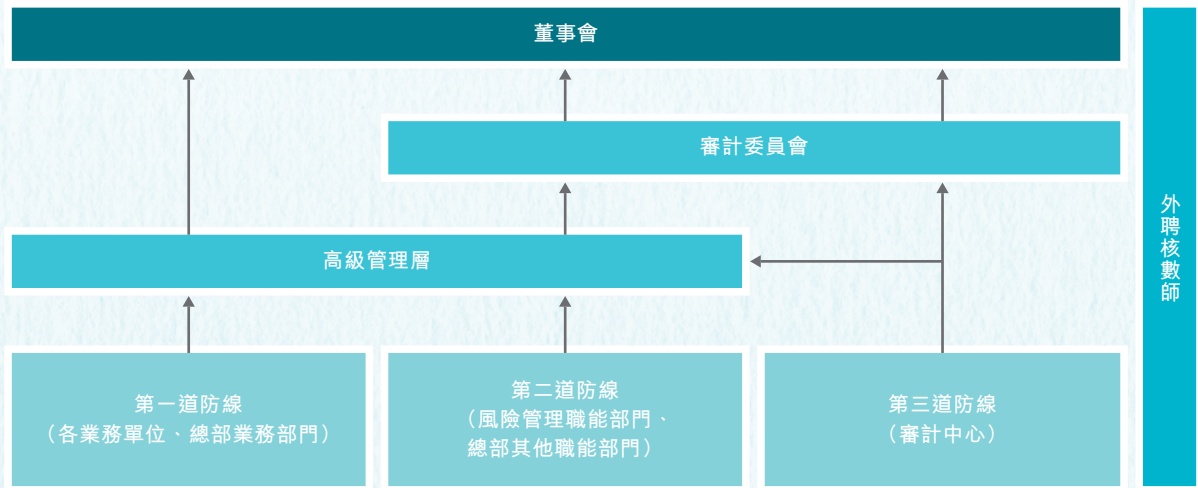 董事會
審計委員會
高級管理層
第一道防線
（各業務單位、總部業務部門）
第二道防線
（風險管理職能部門、
總部其他職能部門）
第三道防線
（審計中心）
外聘核數師